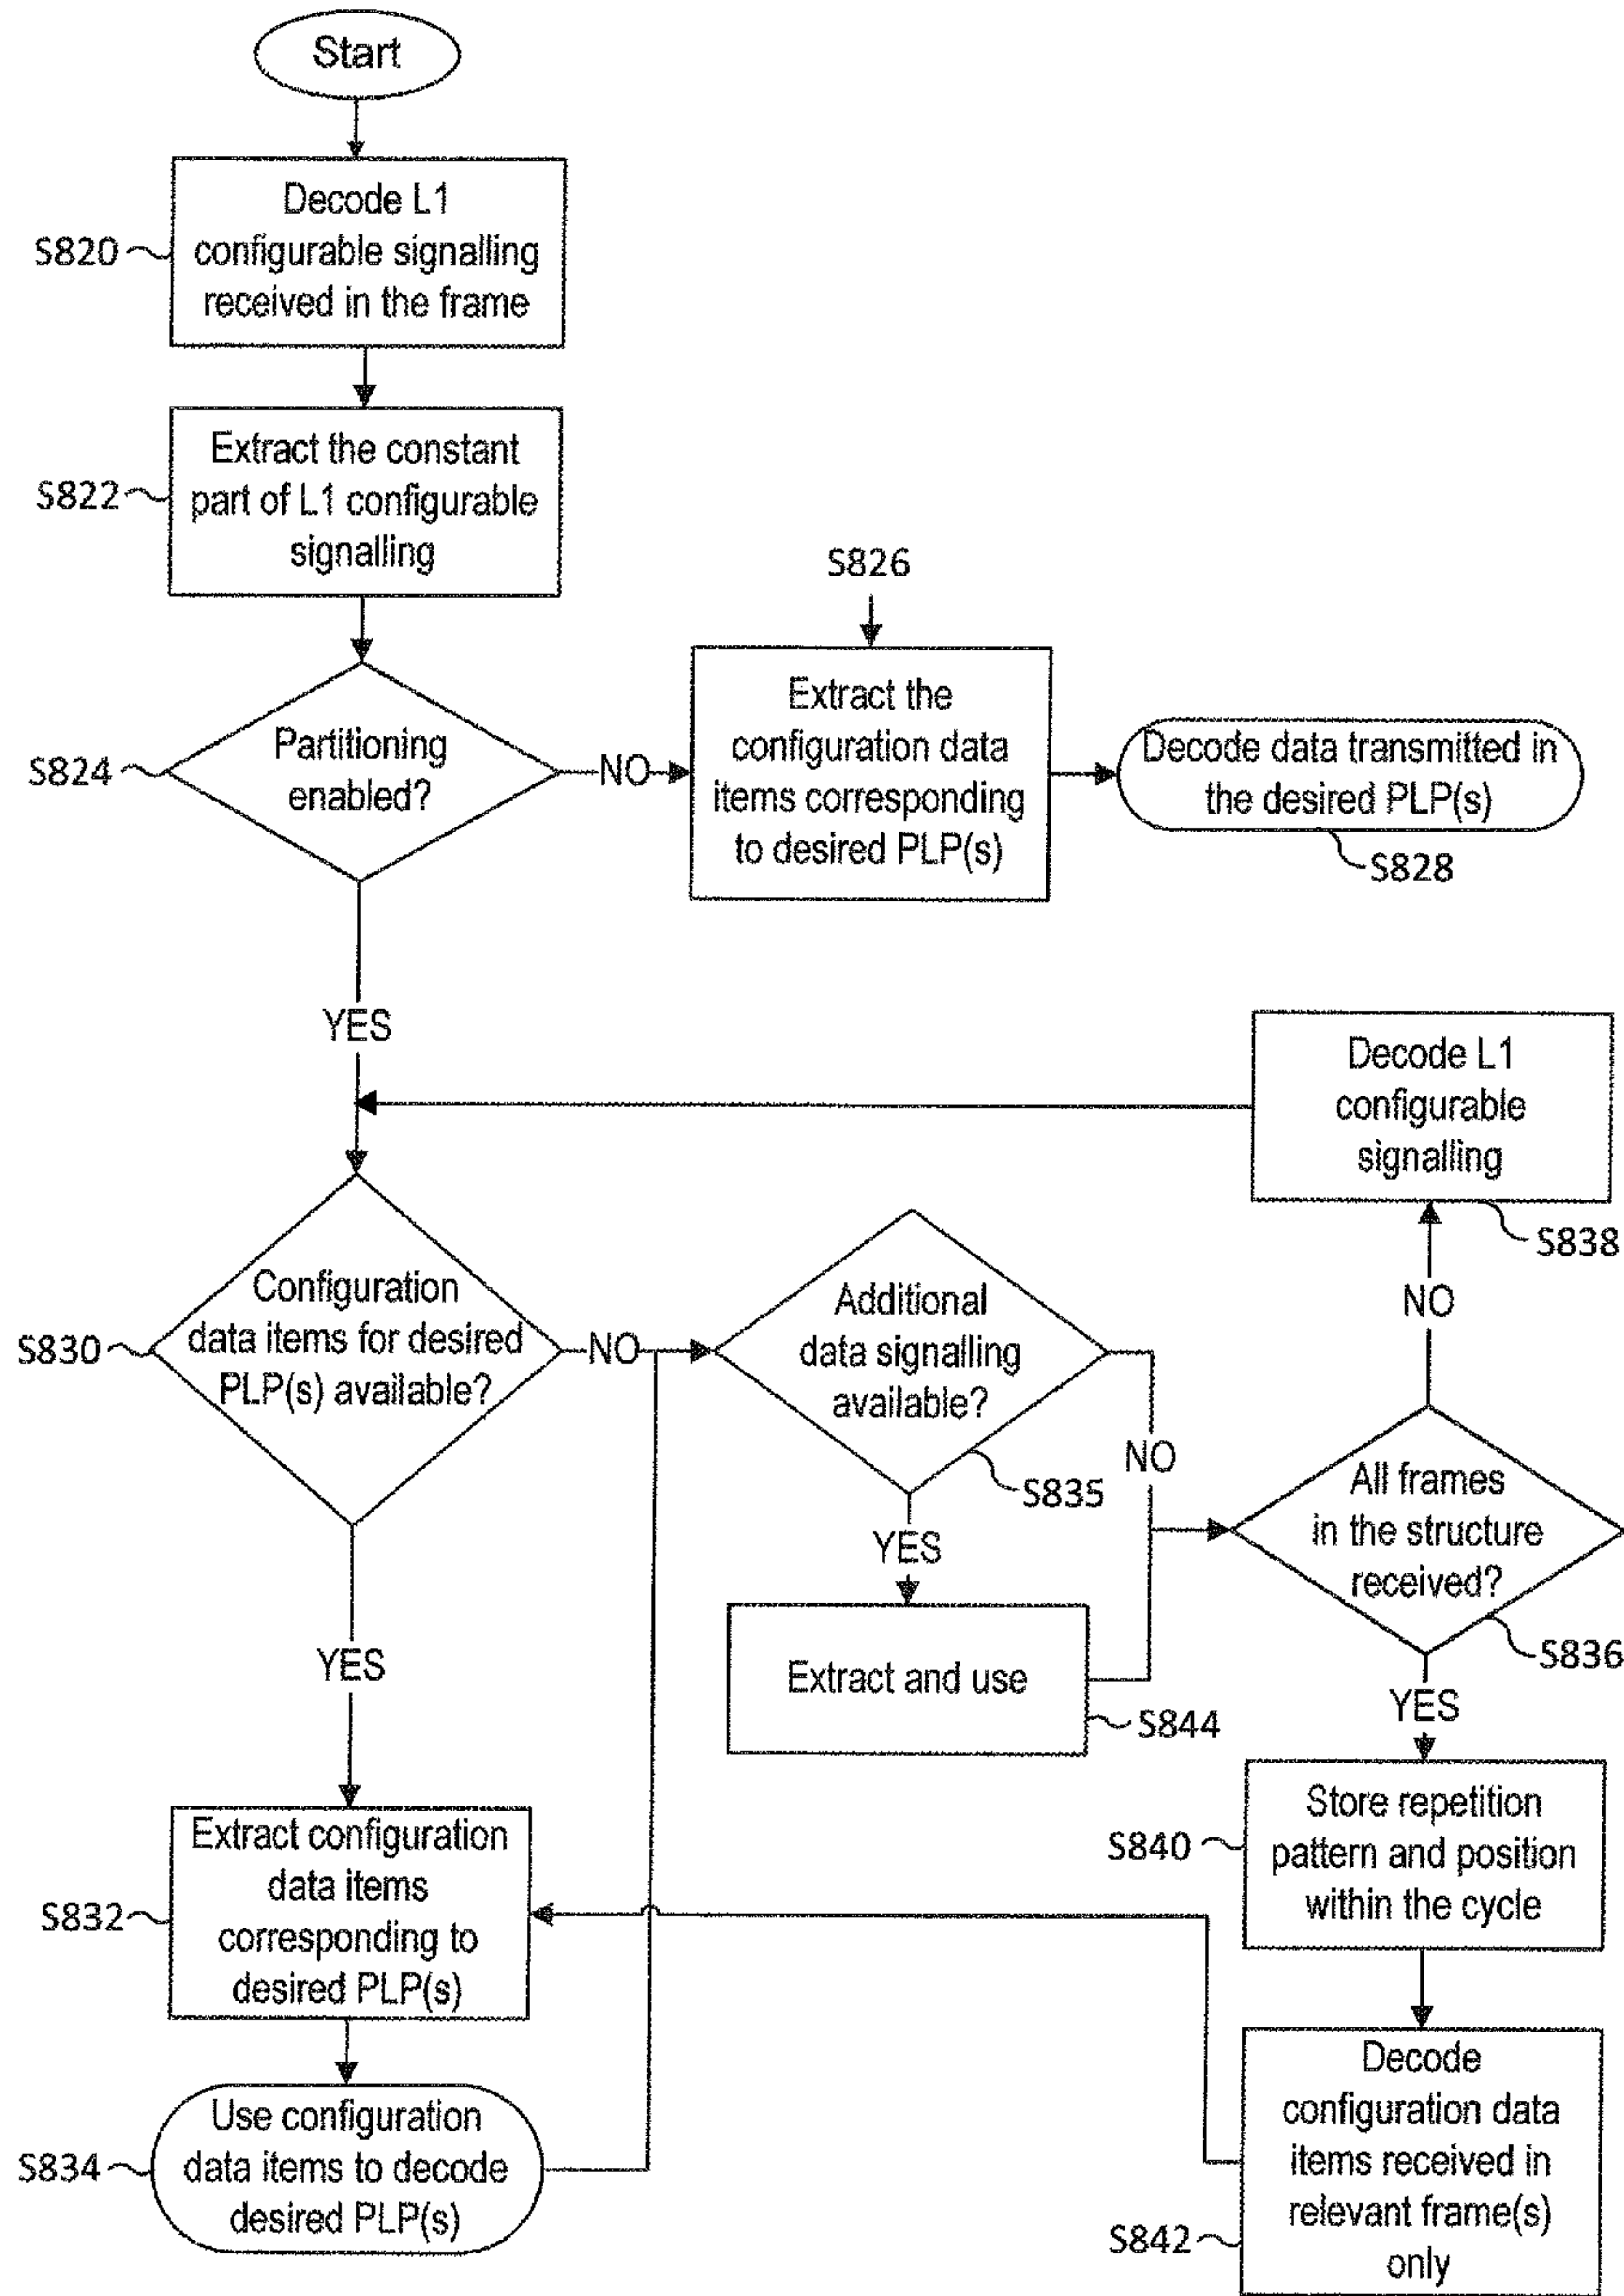 Start
Decode L1
configurable signalling
received in the frame
S820
Extract the constant
part of L1 configurable
signalling
S822
S826
Partitioning
enabled?
S824
NO
Extract the
configuration data
items corresponding
to desired PLP(s)
Decode data transmitted in
the desired PLP(s)
S828
YES
Decode L1
configurable
signalling
S838
NO
Configuration
data items for desired
PLP(s) available?
S830
NO
Additional
data signalling
available?
S835
NO
YES
All frames
in the structure
received?
S836
YES
YES
Extract and use
S844
Store repetition
pattern and position
within the cycle
S840
Extract configuration
data items
corresponding to
desired PLP(s)
S832
Decode
configuration data
items received in
relevant frame(s)
only
S842
Use configuration
data items to decode
desired PLP(s)
S834